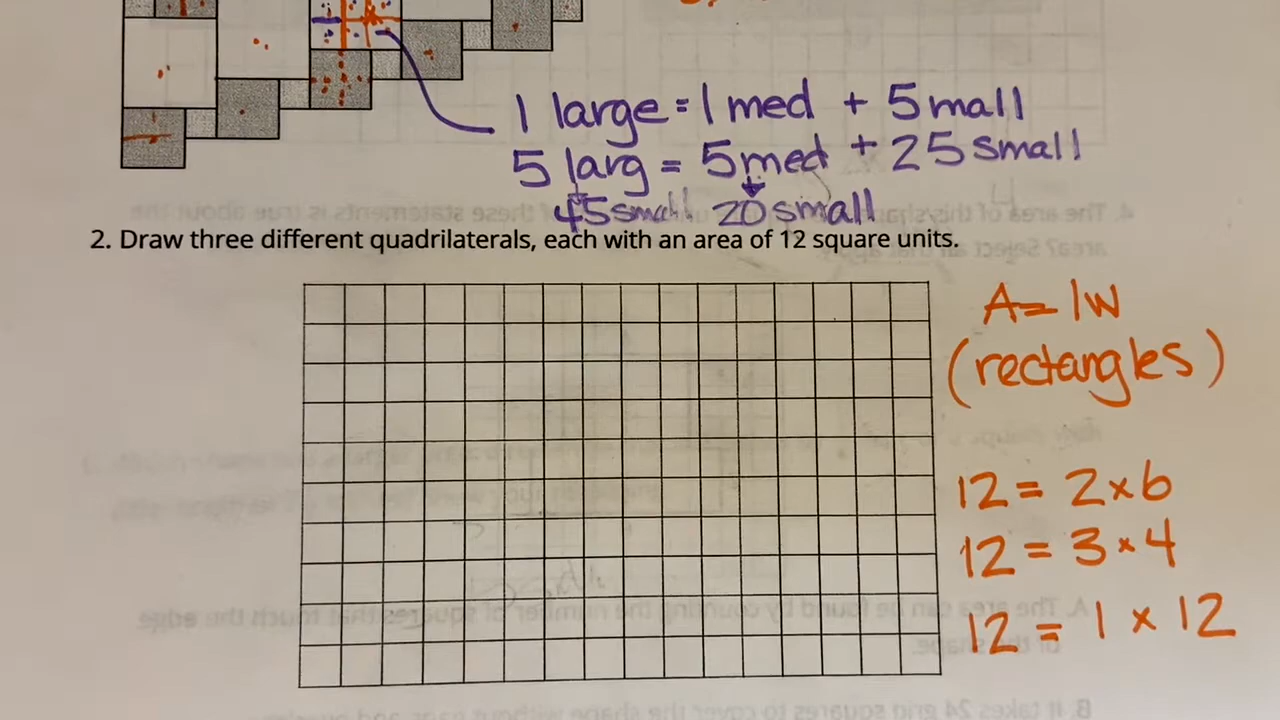 1 large = 1 med + 5 mall
5 larg = 5 med + 25 small
45 small 20 small
2. Draw three different quadrilaterals, each with an area of 12 square units.
A = lw
(rectangles)
12 = 2 x 6
12 = 3 x 4
12 = 1 x 12